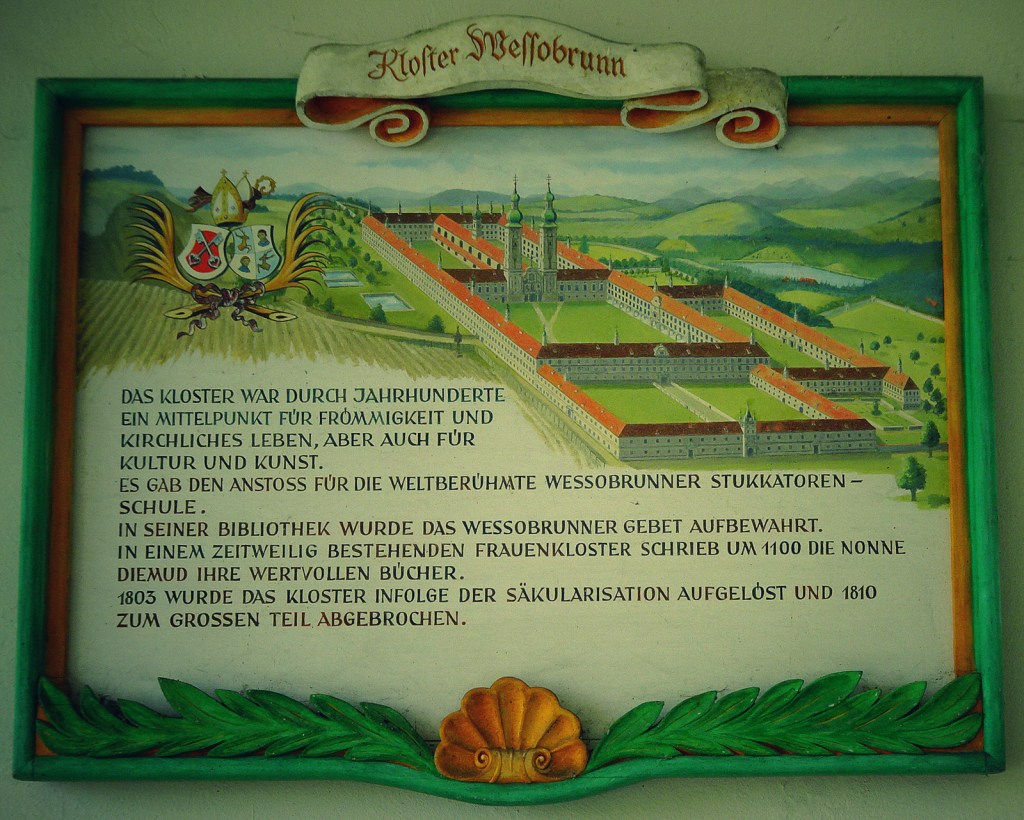 Kloster Wessobrunn
DAS KLOSTER WAR DURCH JAHRHUNDERTE
EIN MITTELPUNKT FÜR FRÖMMIGKEIT UND
KIRCHLICHES LEBEN, ABER AUCH FÜR
KULTUR UND KUNST.
ES GAB DEN ANSTOSS FÜR DIE WELTBERÜHMTE WESSOBRUNNER STUKKATOREN-
SCHULE.
IN SEINER BIBLIOTHEK WURDE DAS WESSOBRUNNER GEBET AUFBEWAHRT.
IN EINEM ZEITWEILIG BESTEHENDEN FRAUENKLOSTER SCHRIEB UM 1100 DIE NONNE
DIEMUD IHRE WERTVOLLEN BÜCHER.
1803 WURDE DAS KLOSTER INFOLGE DER SÄKULARISATION AUFGELÖST UND 1810
ZUM GROSSEN TEIL ABGEBROCHEN.